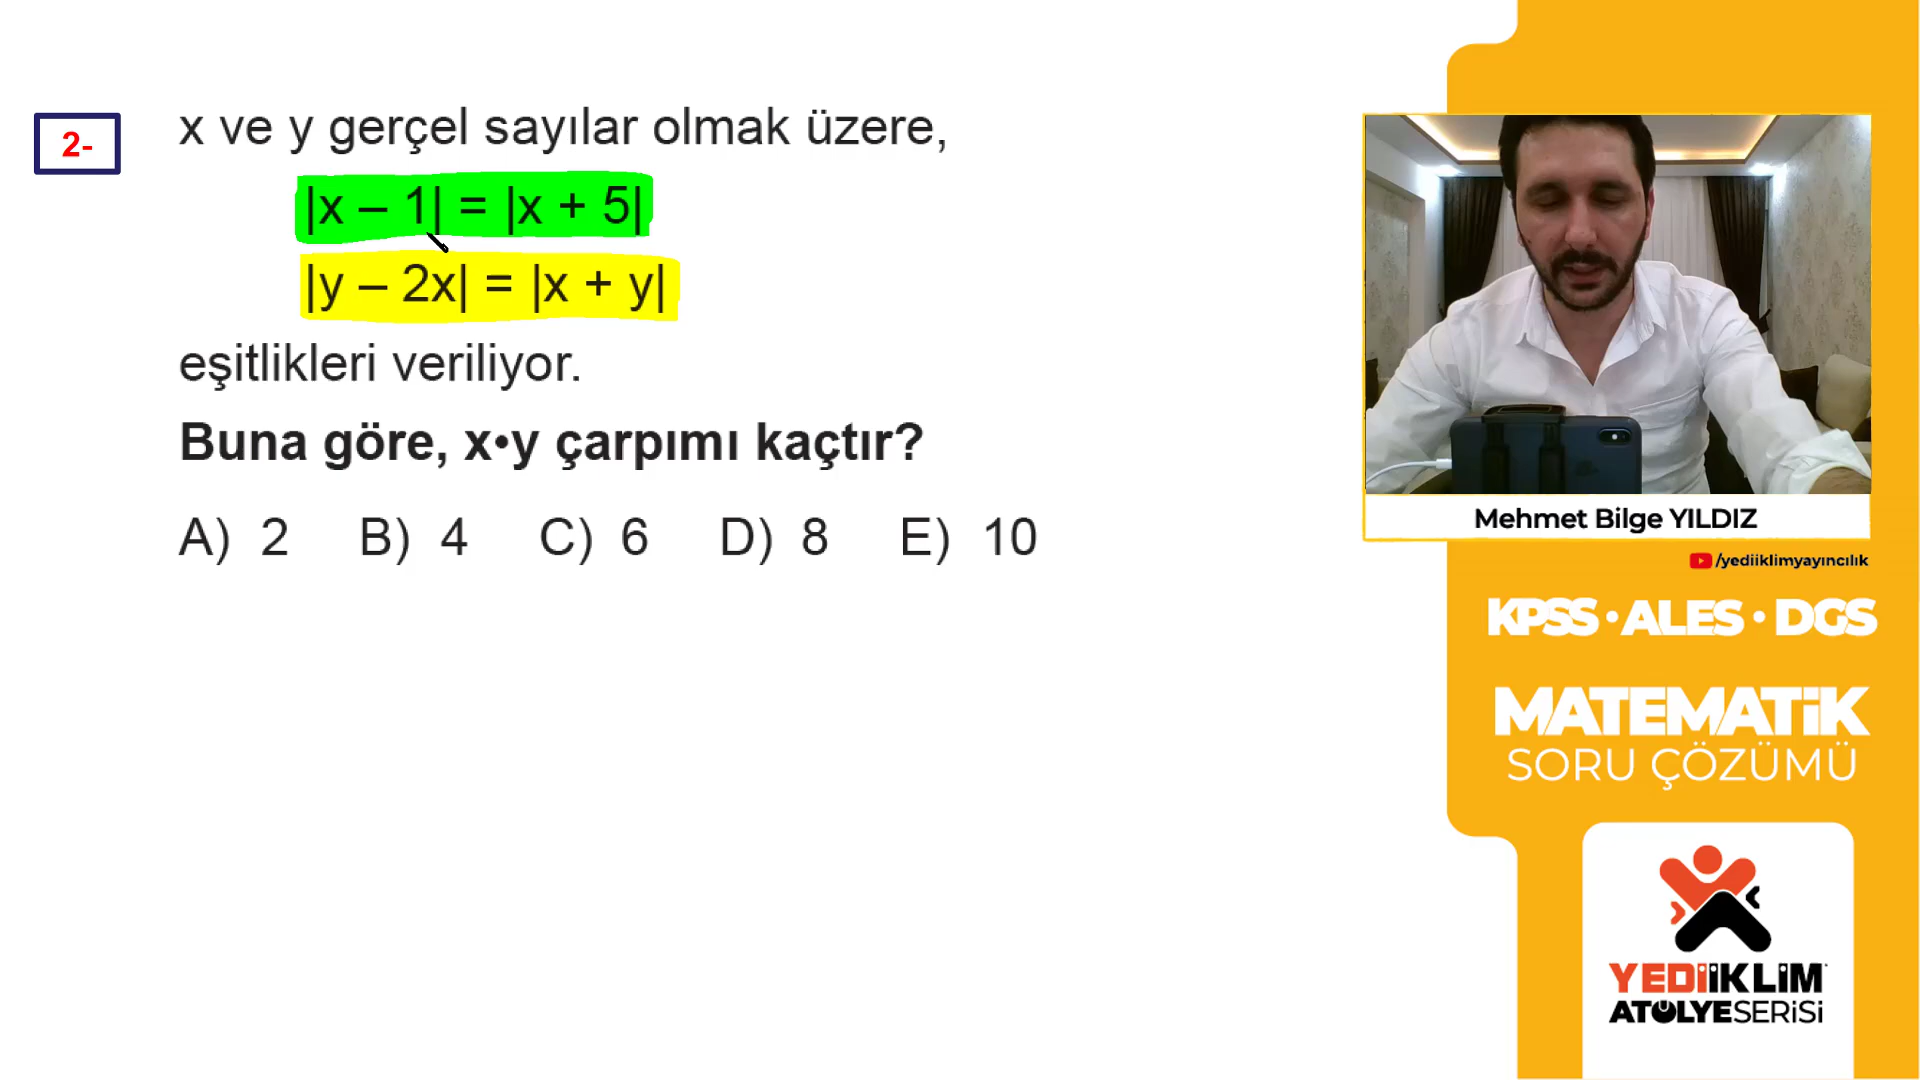 2-
x ve y gerçel sayılar olmak üzere,
|x – 1| = |x + 5|
|y – 2x| = |x + y|
eşitlikleri veriliyor.
Buna göre, x•y çarpımı kaçtır?
A) 2 B) 4 C) 6 D) 8 E) 10
Mehmet Bilge YILDIZ
/yediiklimyayıncılık
KPSS • ALES • DGS
MATEMATİK
SORU ÇÖZÜMÜ
YEDİİKLİM
ATÖLYESERİSİ